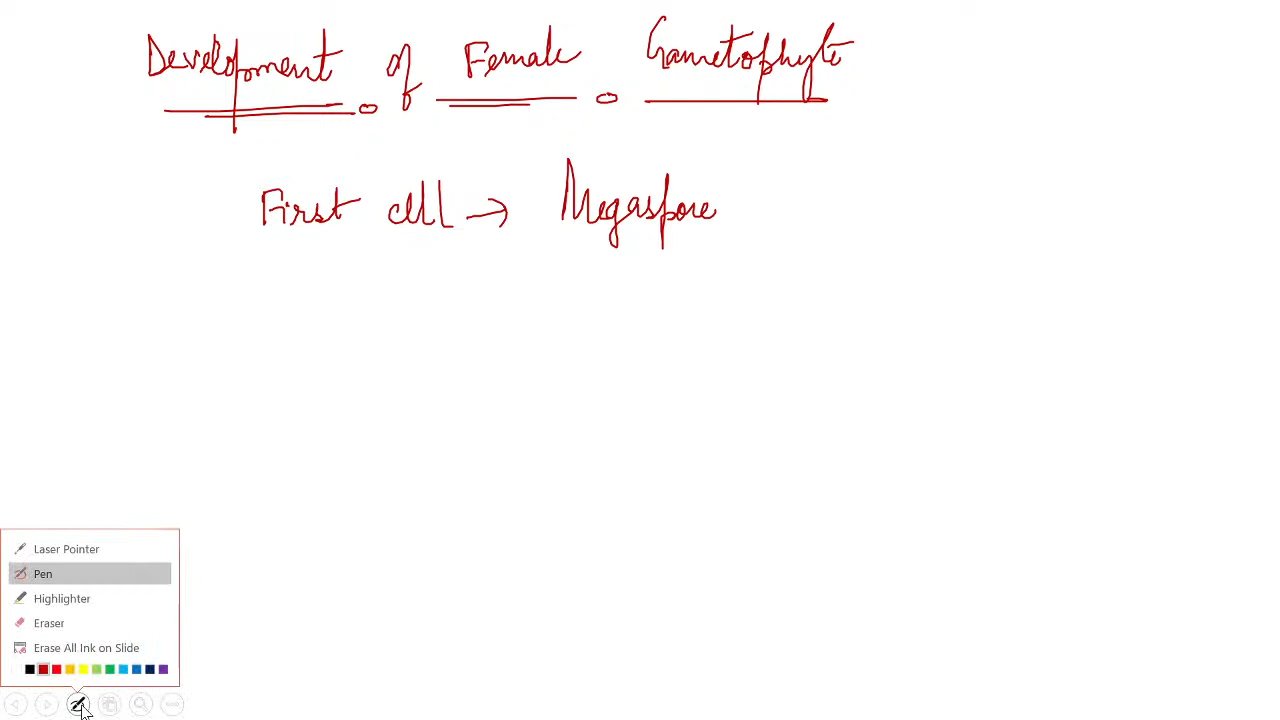 Development of Female Gametophyte
First cell → Megaspore
Laser Pointer
Pen
Highlighter
Eraser
Erase All Ink on Slide